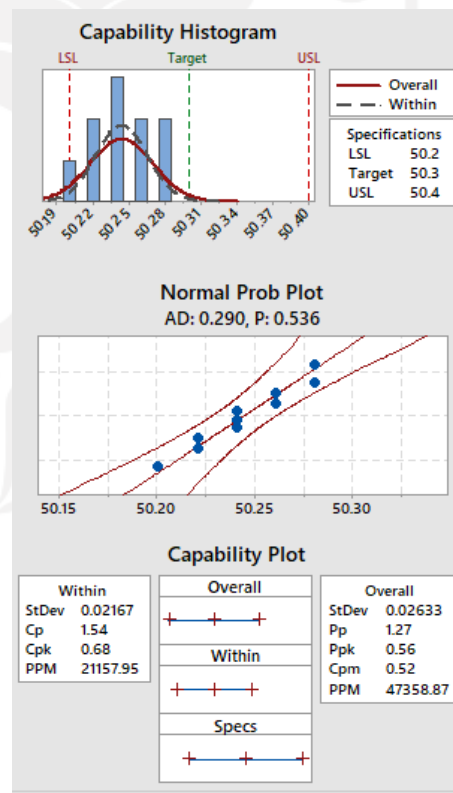 Capability Histogram
LSL Target USL
Overall
Within
Specifications
LSL 50.2
Target 50.3
USL 50.4
50.19 50.22 50.25 50.28 50.31 50.34 50.37 50.40
Normal Prob Plot
AD: 0.290, P: 0.536
50.15 50.20 50.25 50.30
Capability Plot
Within
StDev 0.02167
Cp 1.54
Cpk 0.68
PPM 21157.95
Overall
Within
Specs
Overall
StDev 0.02633
Pp 1.27
Ppk 0.56
Cpm 0.52
PPM 47358.87